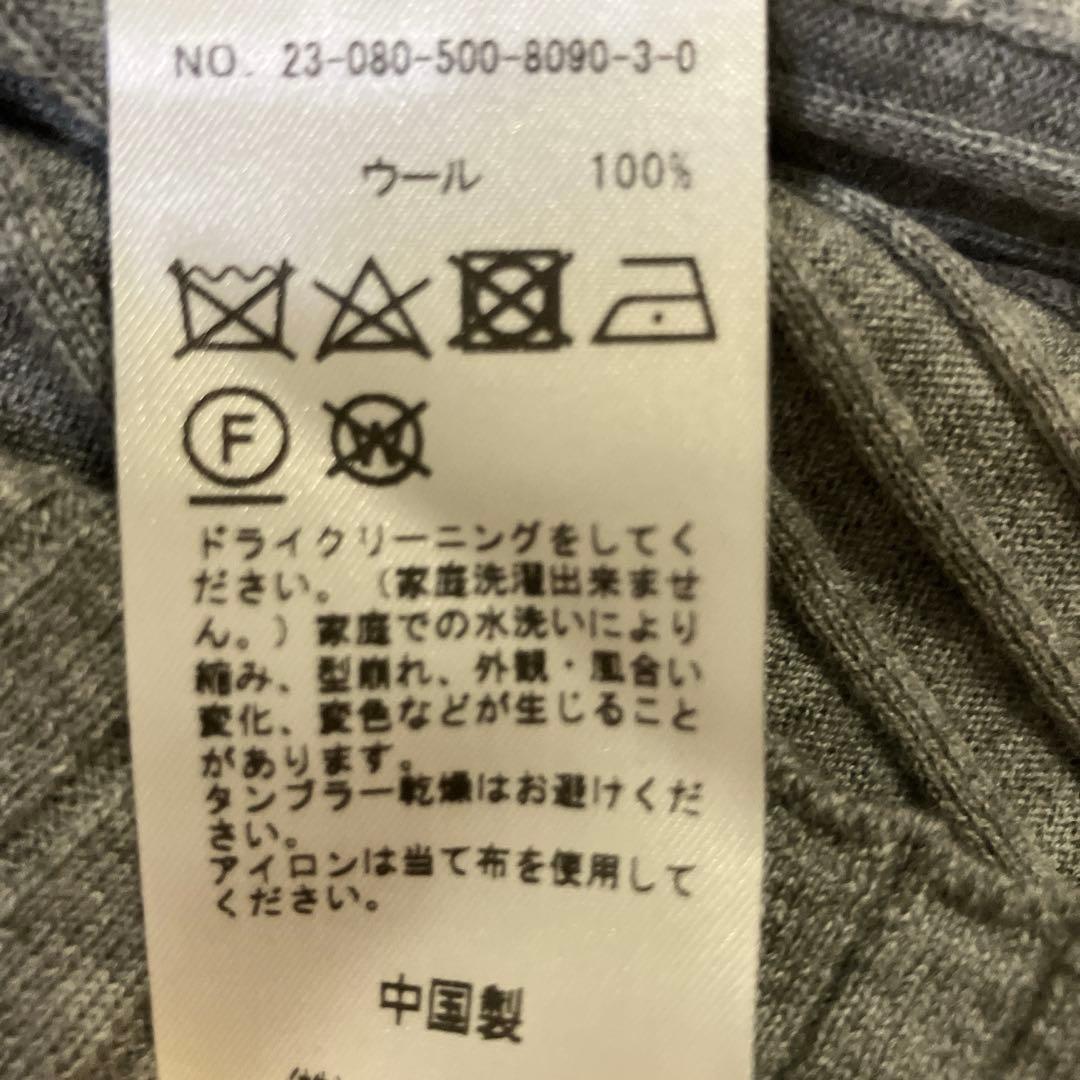 NO. 23-080-500-8090-3-0
ウール 100%
F
W
ドライクリーニングをしてく
ださい。(家庭洗濯出来ませ
ん。)家庭での水洗いにより
縮み、型崩れ、外観・風合い
変化、変色などが生じること
があります。
タンブラー乾燥はお避けくだ
さい。
アイロンは当て布を使用して
ください。
中国製